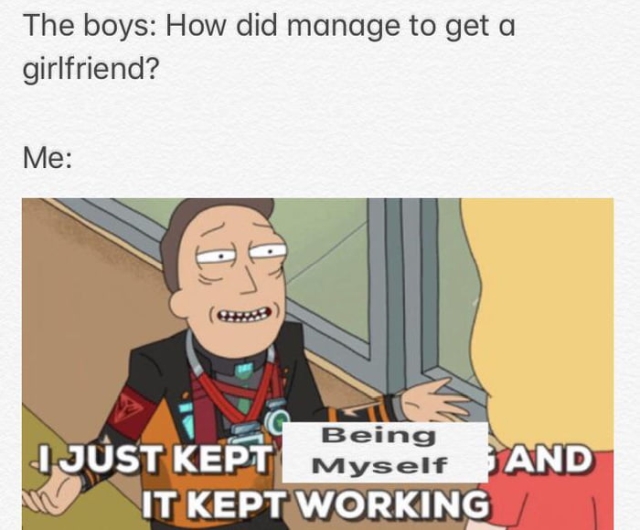 The boys: How did manage to get a
girlfriend?
Me:
Being
I JUST KEPT Myself AND
IT KEPT WORKING